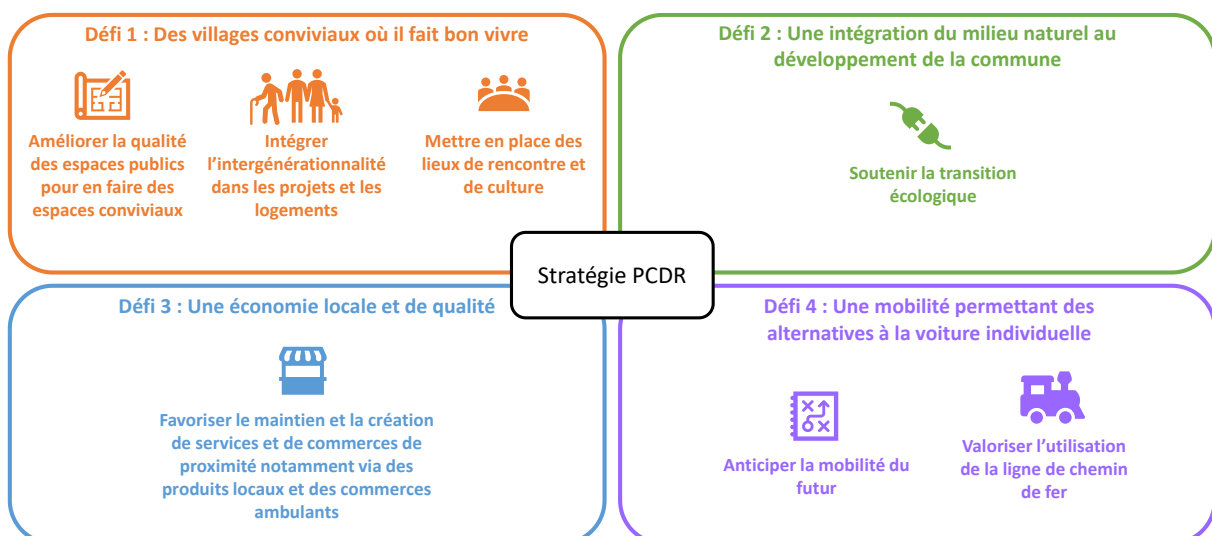 Défi 1 : Des villages conviviaux où il fait bon vivre
Améliorer la qualité
des espaces publics
pour en faire des
espaces conviviaux
Intégrer
l’intergénérationnalité
dans les projets et les
logements
Mettre en place des
lieux de rencontre et
de culture
Défi 2 : Une intégration du milieu naturel au
développement de la commune
Soutenir la transition
écologique
Stratégie PCDR
Défi 3 : Une économie locale et de qualité
Favoriser le maintien et la création
de services et de commerces de
proximité notamment via des
produits locaux et des commerces
ambulants
Défi 4 : Une mobilité permettant des
alternatives à la voiture individuelle
Anticiper la mobilité du
futur
Valoriser l’utilisation
de la ligne de chemin
de fer